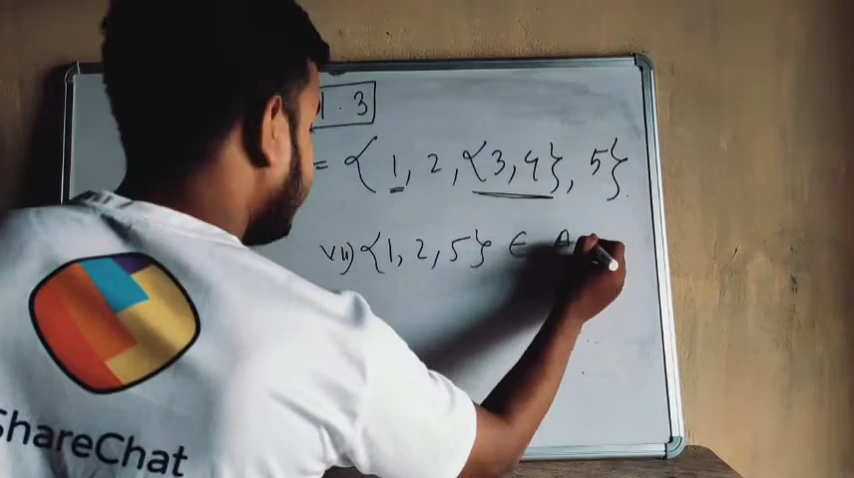 1.3
= {1, 2, {3, 4}, 5}.
vii) {1, 2, 5} ∈ A
ShareChat